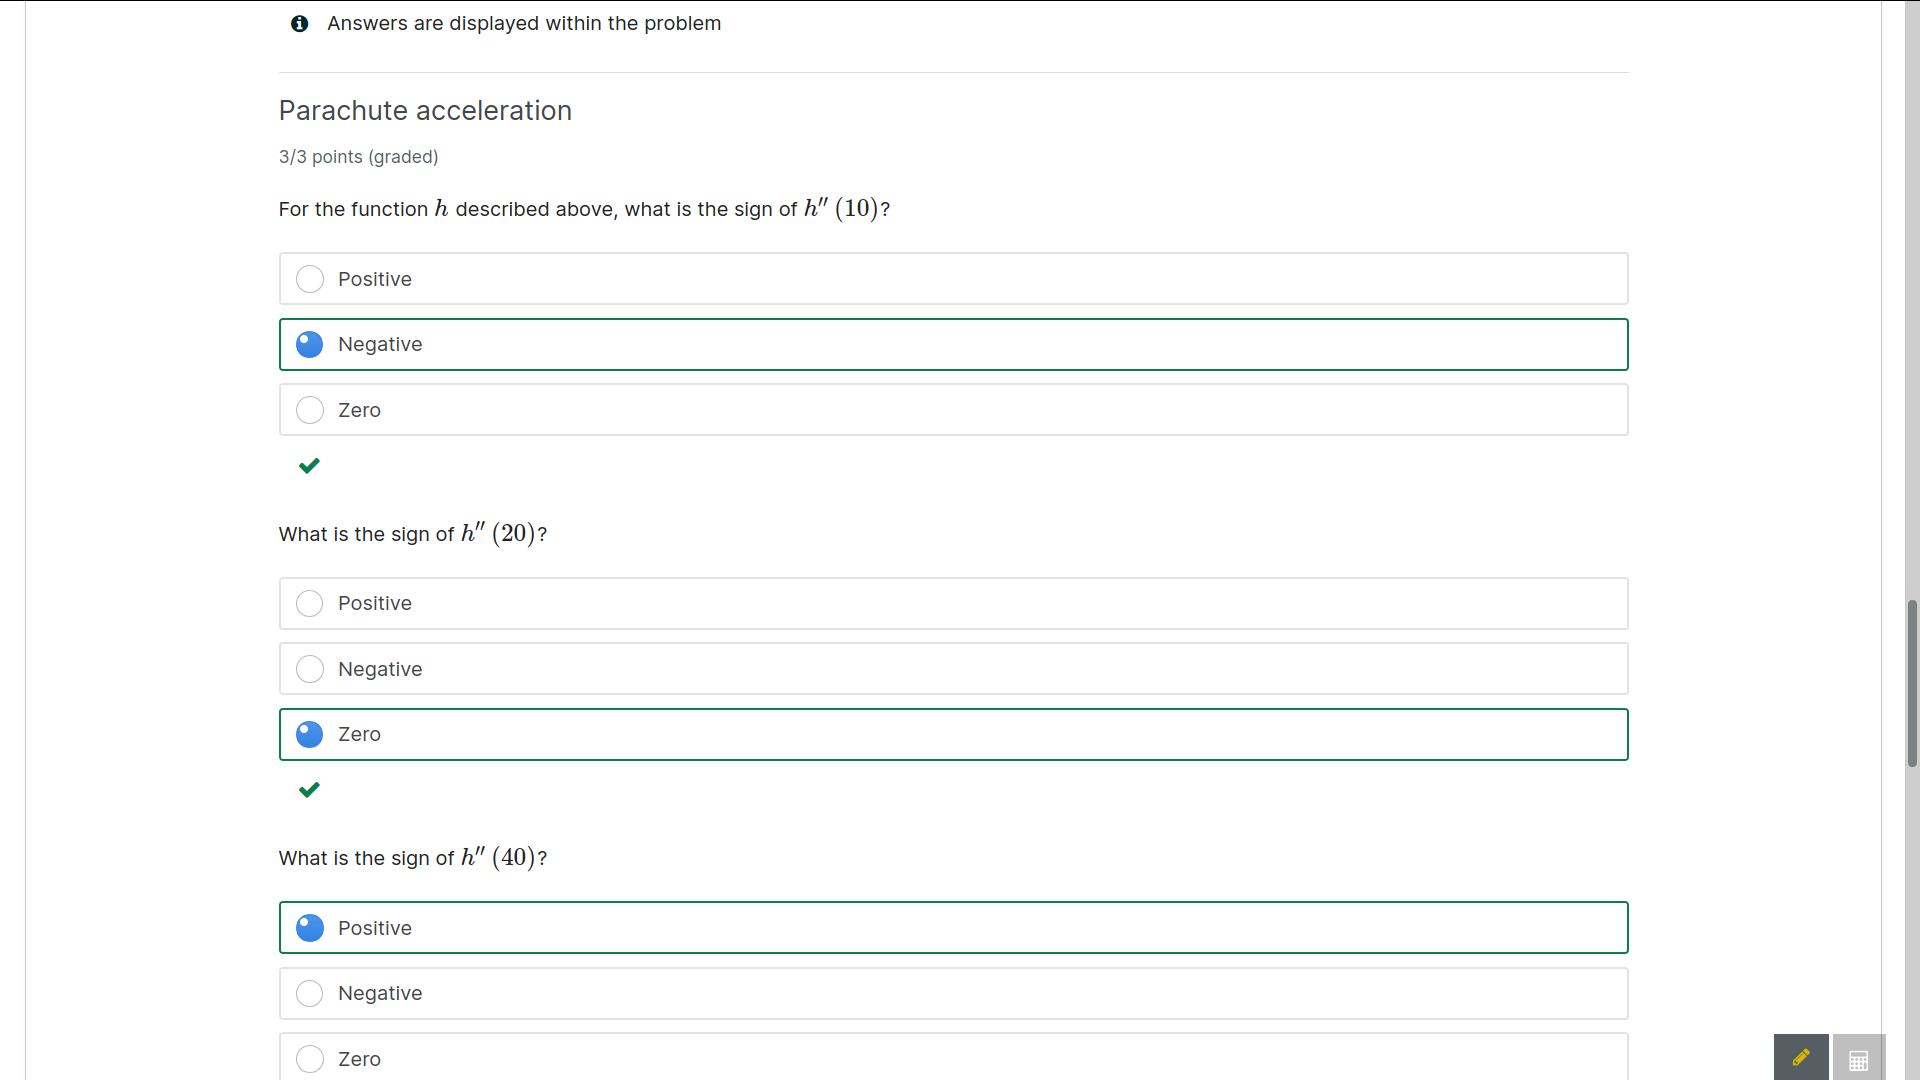 Answers are displayed within the problem
Parachute acceleration
3/3 points (graded)
For the function h described above, what is the sign of h″ (10)?
Positive
Negative
Zero
What is the sign of h″ (20)?
Positive
Negative
Zero
What is the sign of h″ (40)?
Positive
Negative
Zero